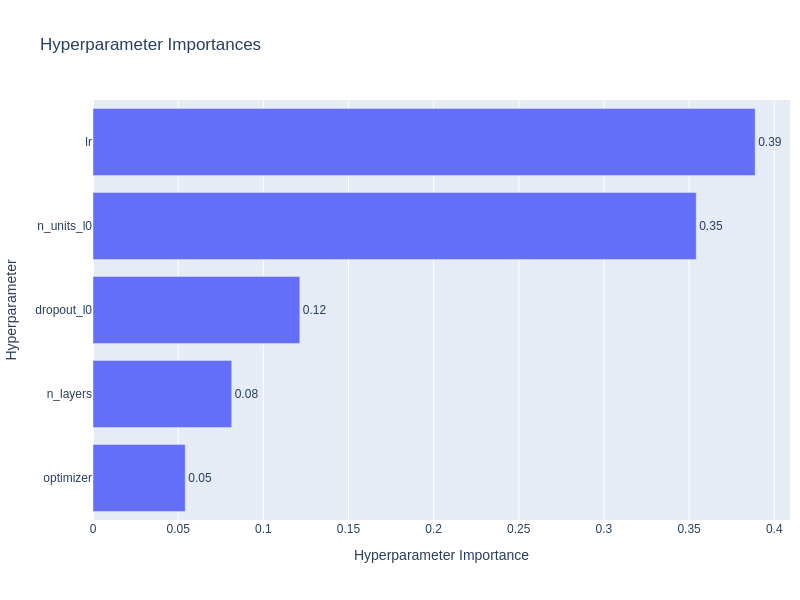 Hyperparameter Importances
lr
0.39
n_units_l0
0.35
dropout_l0
0.12
n_layers
0.08
optimizer
0.05
0
0.05
0.1
0.15
0.2
0.25
0.3
0.35
0.4
Hyperparameter Importance
Hyperparameter